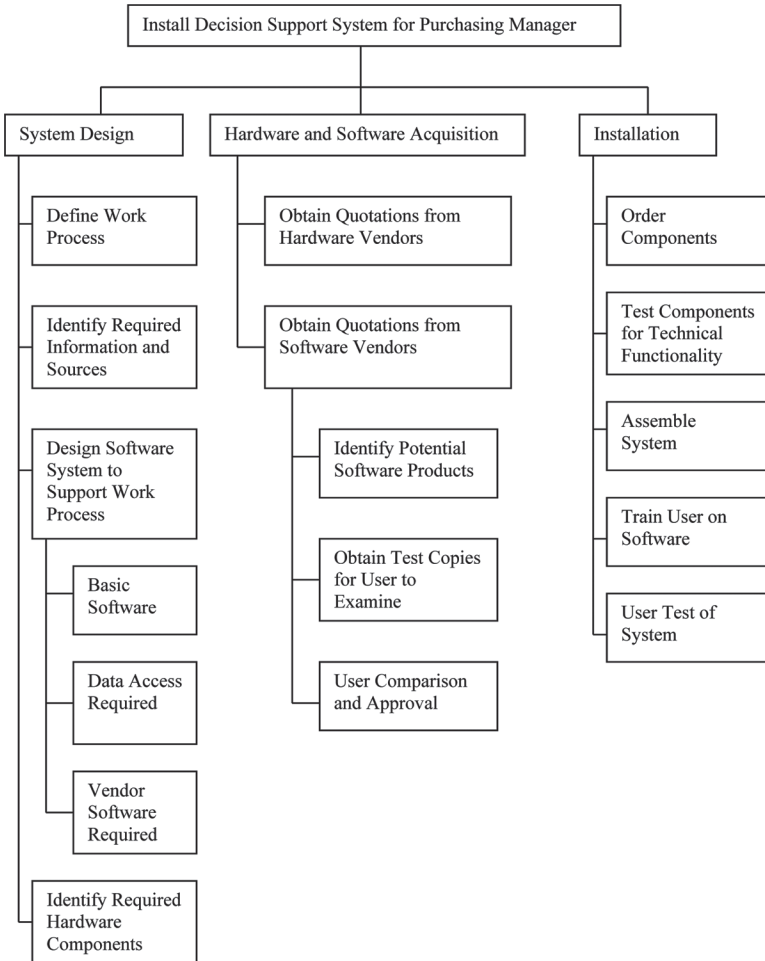 Install Decision Support System for Purchasing Manager
System Design
Hardware and Software Acquisition
Installation
Define Work
Process
Identify Required
Information and
Sources
Design Software
System to
Support Work
Process
Basic
Software
Data Access
Required
Vendor
Software
Required
Identify Required
Hardware
Components
Obtain Quotations from
Hardware Vendors
Obtain Quotations from
Software Vendors
Identify Potential
Software Products
Obtain Test Copies
for User to
Examine
User Comparison
and Approval
Order
Components
Test Components
for Technical
Functionality
Assemble
System
Train User on
Software
User Test of
System